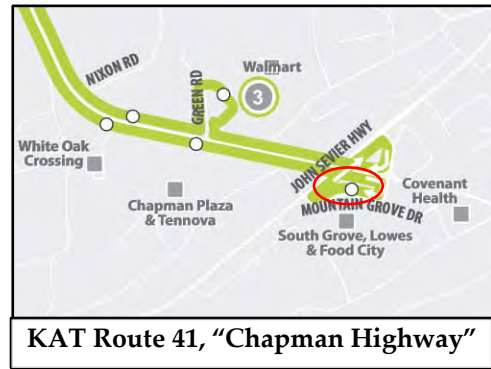 NIXON RD
Walmart
GREEN RD
3
White Oak
Crossing
JOHN SEVIER HWY
Chapman Plaza
& Tennova
Covenant
Health
MOUNTAIN GROVE DR
South Grove, Lowes
& Food City
KAT Route 41, “Chapman Highway”